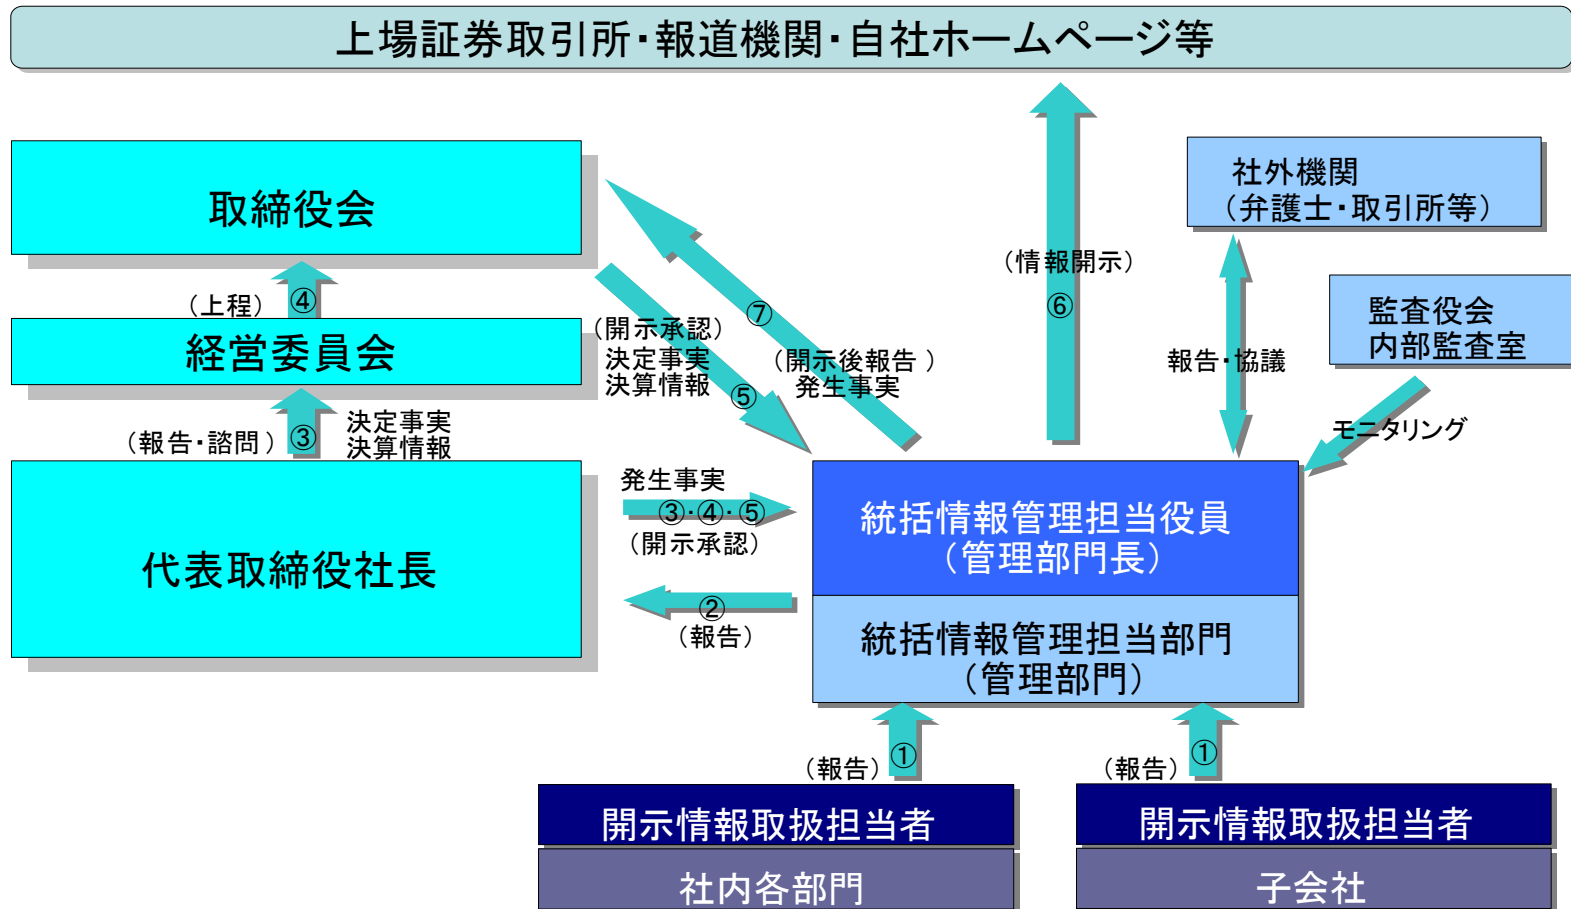 上場証券取引所・報道機関・自社ホームページ等
取締役会
社外機関
（弁護士・取引所等）
（情報開示）
⑥
監査役会
内部監査室
（上程）
④
⑦
（開示承認）
決定事実
決算情報
⑤
（開示後報告）
発生事実
報告・協議
経営委員会
モニタリング
（報告・諮問）
③
決定事実
決算情報
代表取締役社長
発生事実
③・④・⑤
（開示承認）
②
（報告）
統括情報管理担当役員
（管理部門長）
統括情報管理担当部門
（管理部門）
（報告）
①
（報告）
①
開示情報取扱担当者
社内各部門
開示情報取扱担当者
子会社